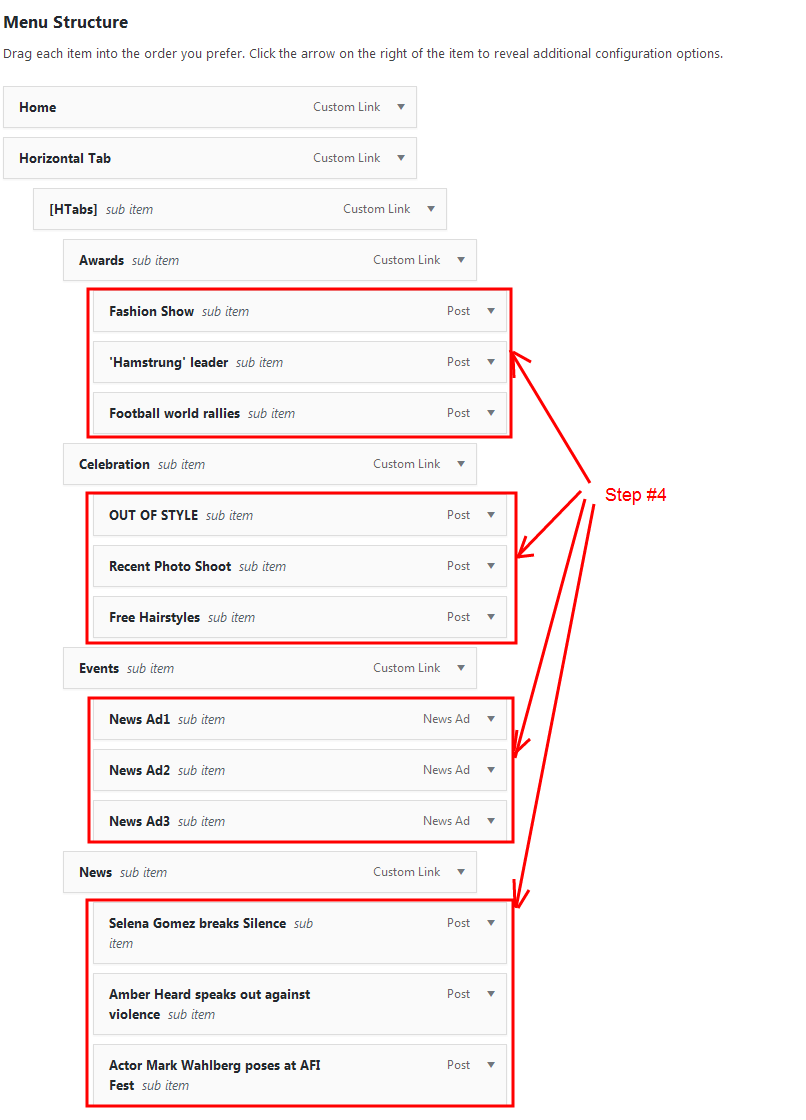 Menu Structure
Drag each item into the order you prefer. Click the arrow on the right of the item to reveal additional configuration options.
Home Custom Link
Horizontal Tab Custom Link
[HTabs] sub item Custom Link
Awards sub item Custom Link
Fashion Show sub item Post
'Hamstrung' leader sub item Post
Football world rallies sub item Post
Celebration sub item Custom Link
Step #4
OUT OF STYLE sub item Post
Recent Photo Shoot sub item Post
Free Hairstyles sub item Post
Events sub item Custom Link
News Ad1 sub item News Ad
News Ad2 sub item News Ad
News Ad3 sub item News Ad
News sub item Custom Link
Selena Gomez breaks Silence sub Post
item
Amber Heard speaks out against Post
violence sub item
Actor Mark Wahlberg poses at AFI Post
Fest sub item